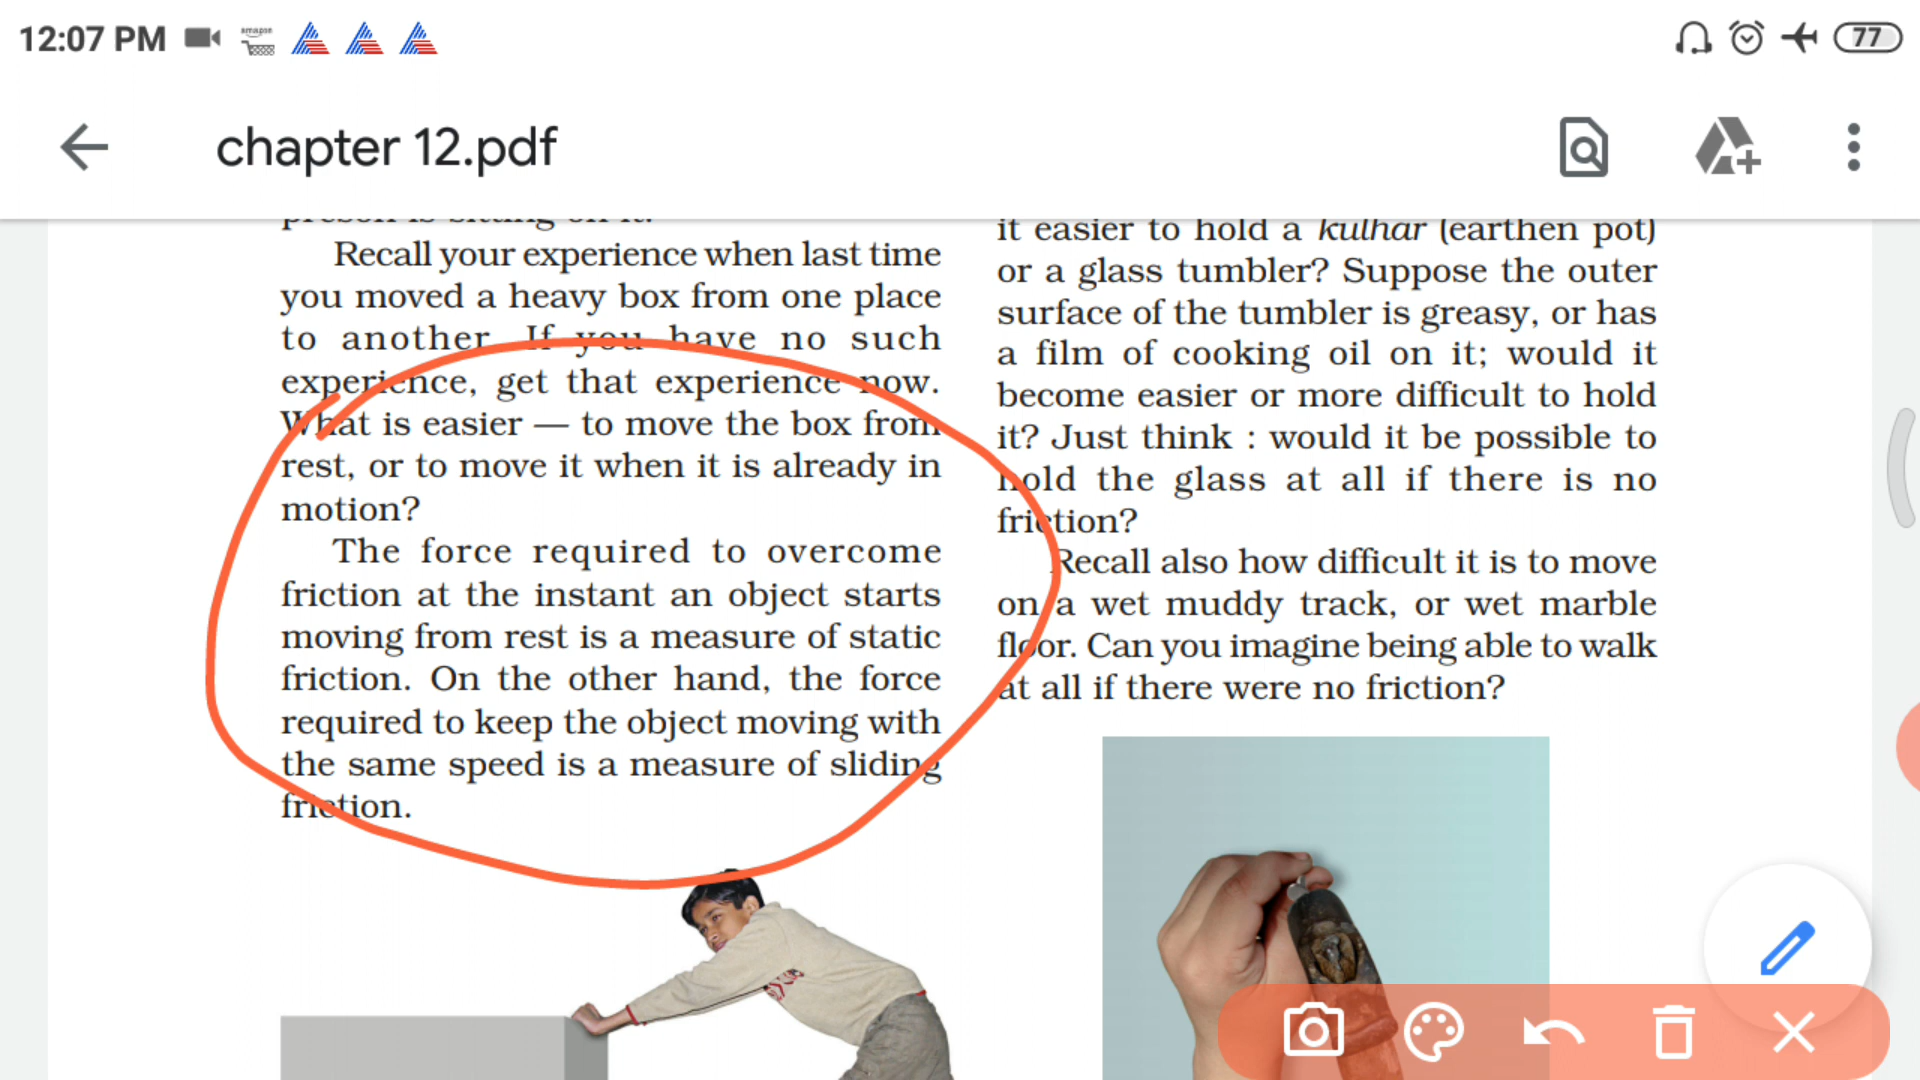 12:07 PM
amazon
77
chapter 12.pdf
preson is sitting on it.
Recall your experience when last time
you moved a heavy box from one place
to another. If you have no such
experience, get that experience now.
What is easier — to move the box from
rest, or to move it when it is already in
motion?
The force required to overcome
friction at the instant an object starts
moving from rest is a measure of static
friction. On the other hand, the force
required to keep the object moving with
the same speed is a measure of sliding
friction.
it easier to hold a kulhar (earthen pot)
or a glass tumbler? Suppose the outer
surface of the tumbler is greasy, or has
a film of cooking oil on it; would it
become easier or more difficult to hold
it? Just think : would it be possible to
hold the glass at all if there is no
friction?
Recall also how difficult it is to move
on a wet muddy track, or wet marble
floor. Can you imagine being able to walk
at all if there were no friction?